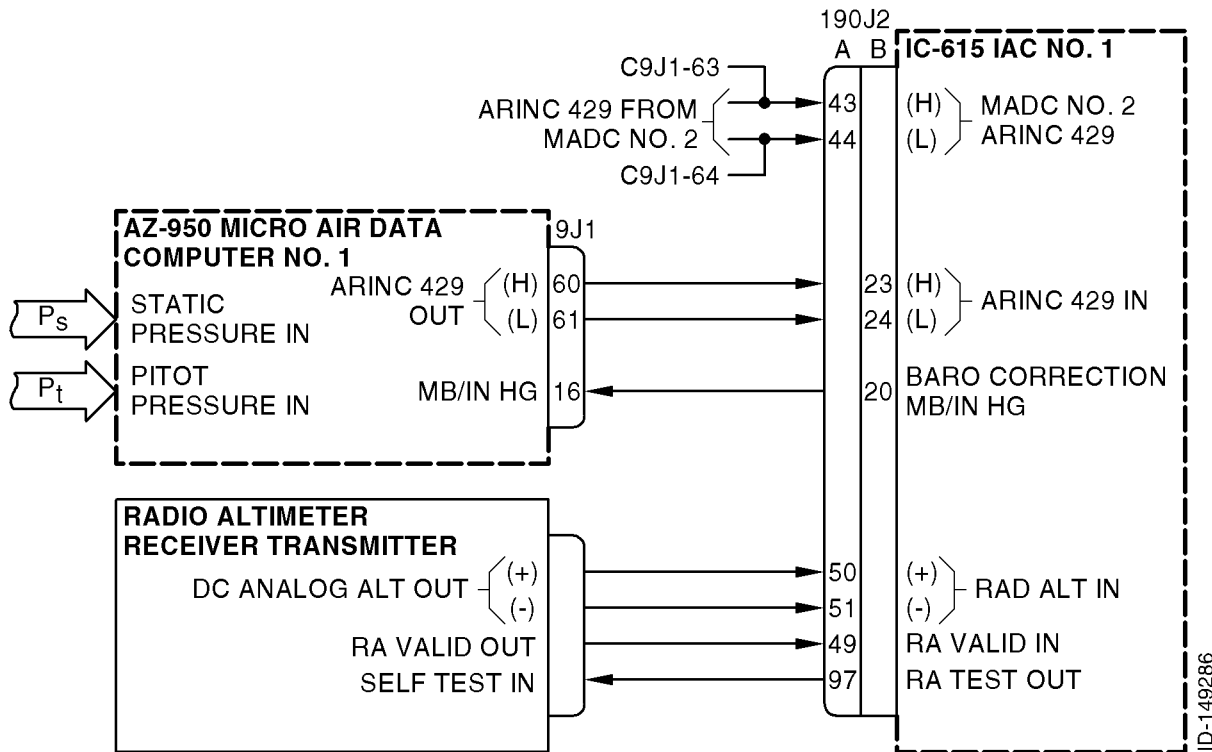 190J2
A B IC-615 IAC NO. 1
C9J1-63
ARINC 429 FROM
MADC NO. 2
C9J1-64
43 (H)
44 (L)
MADC NO. 2
ARINC 429
AZ-950 MICRO AIR DATA
COMPUTER NO. 1
9J1
Ps
STATIC
PRESSURE IN
Pt
PITOT
PRESSURE IN
ARINC 429
OUT
(H) 60
(L) 61
MB/IN HG 16
23 (H)
24 (L)
ARINC 429 IN
20 BARO CORRECTION
MB/IN HG
RADIO ALTIMETER
RECEIVER TRANSMITTER
DC ANALOG ALT OUT
(+)
(-)
RA VALID OUT
SELF TEST IN
50 (+)
51 (-)
RAD ALT IN
49 RA VALID IN
97 RA TEST OUT
ID-149286